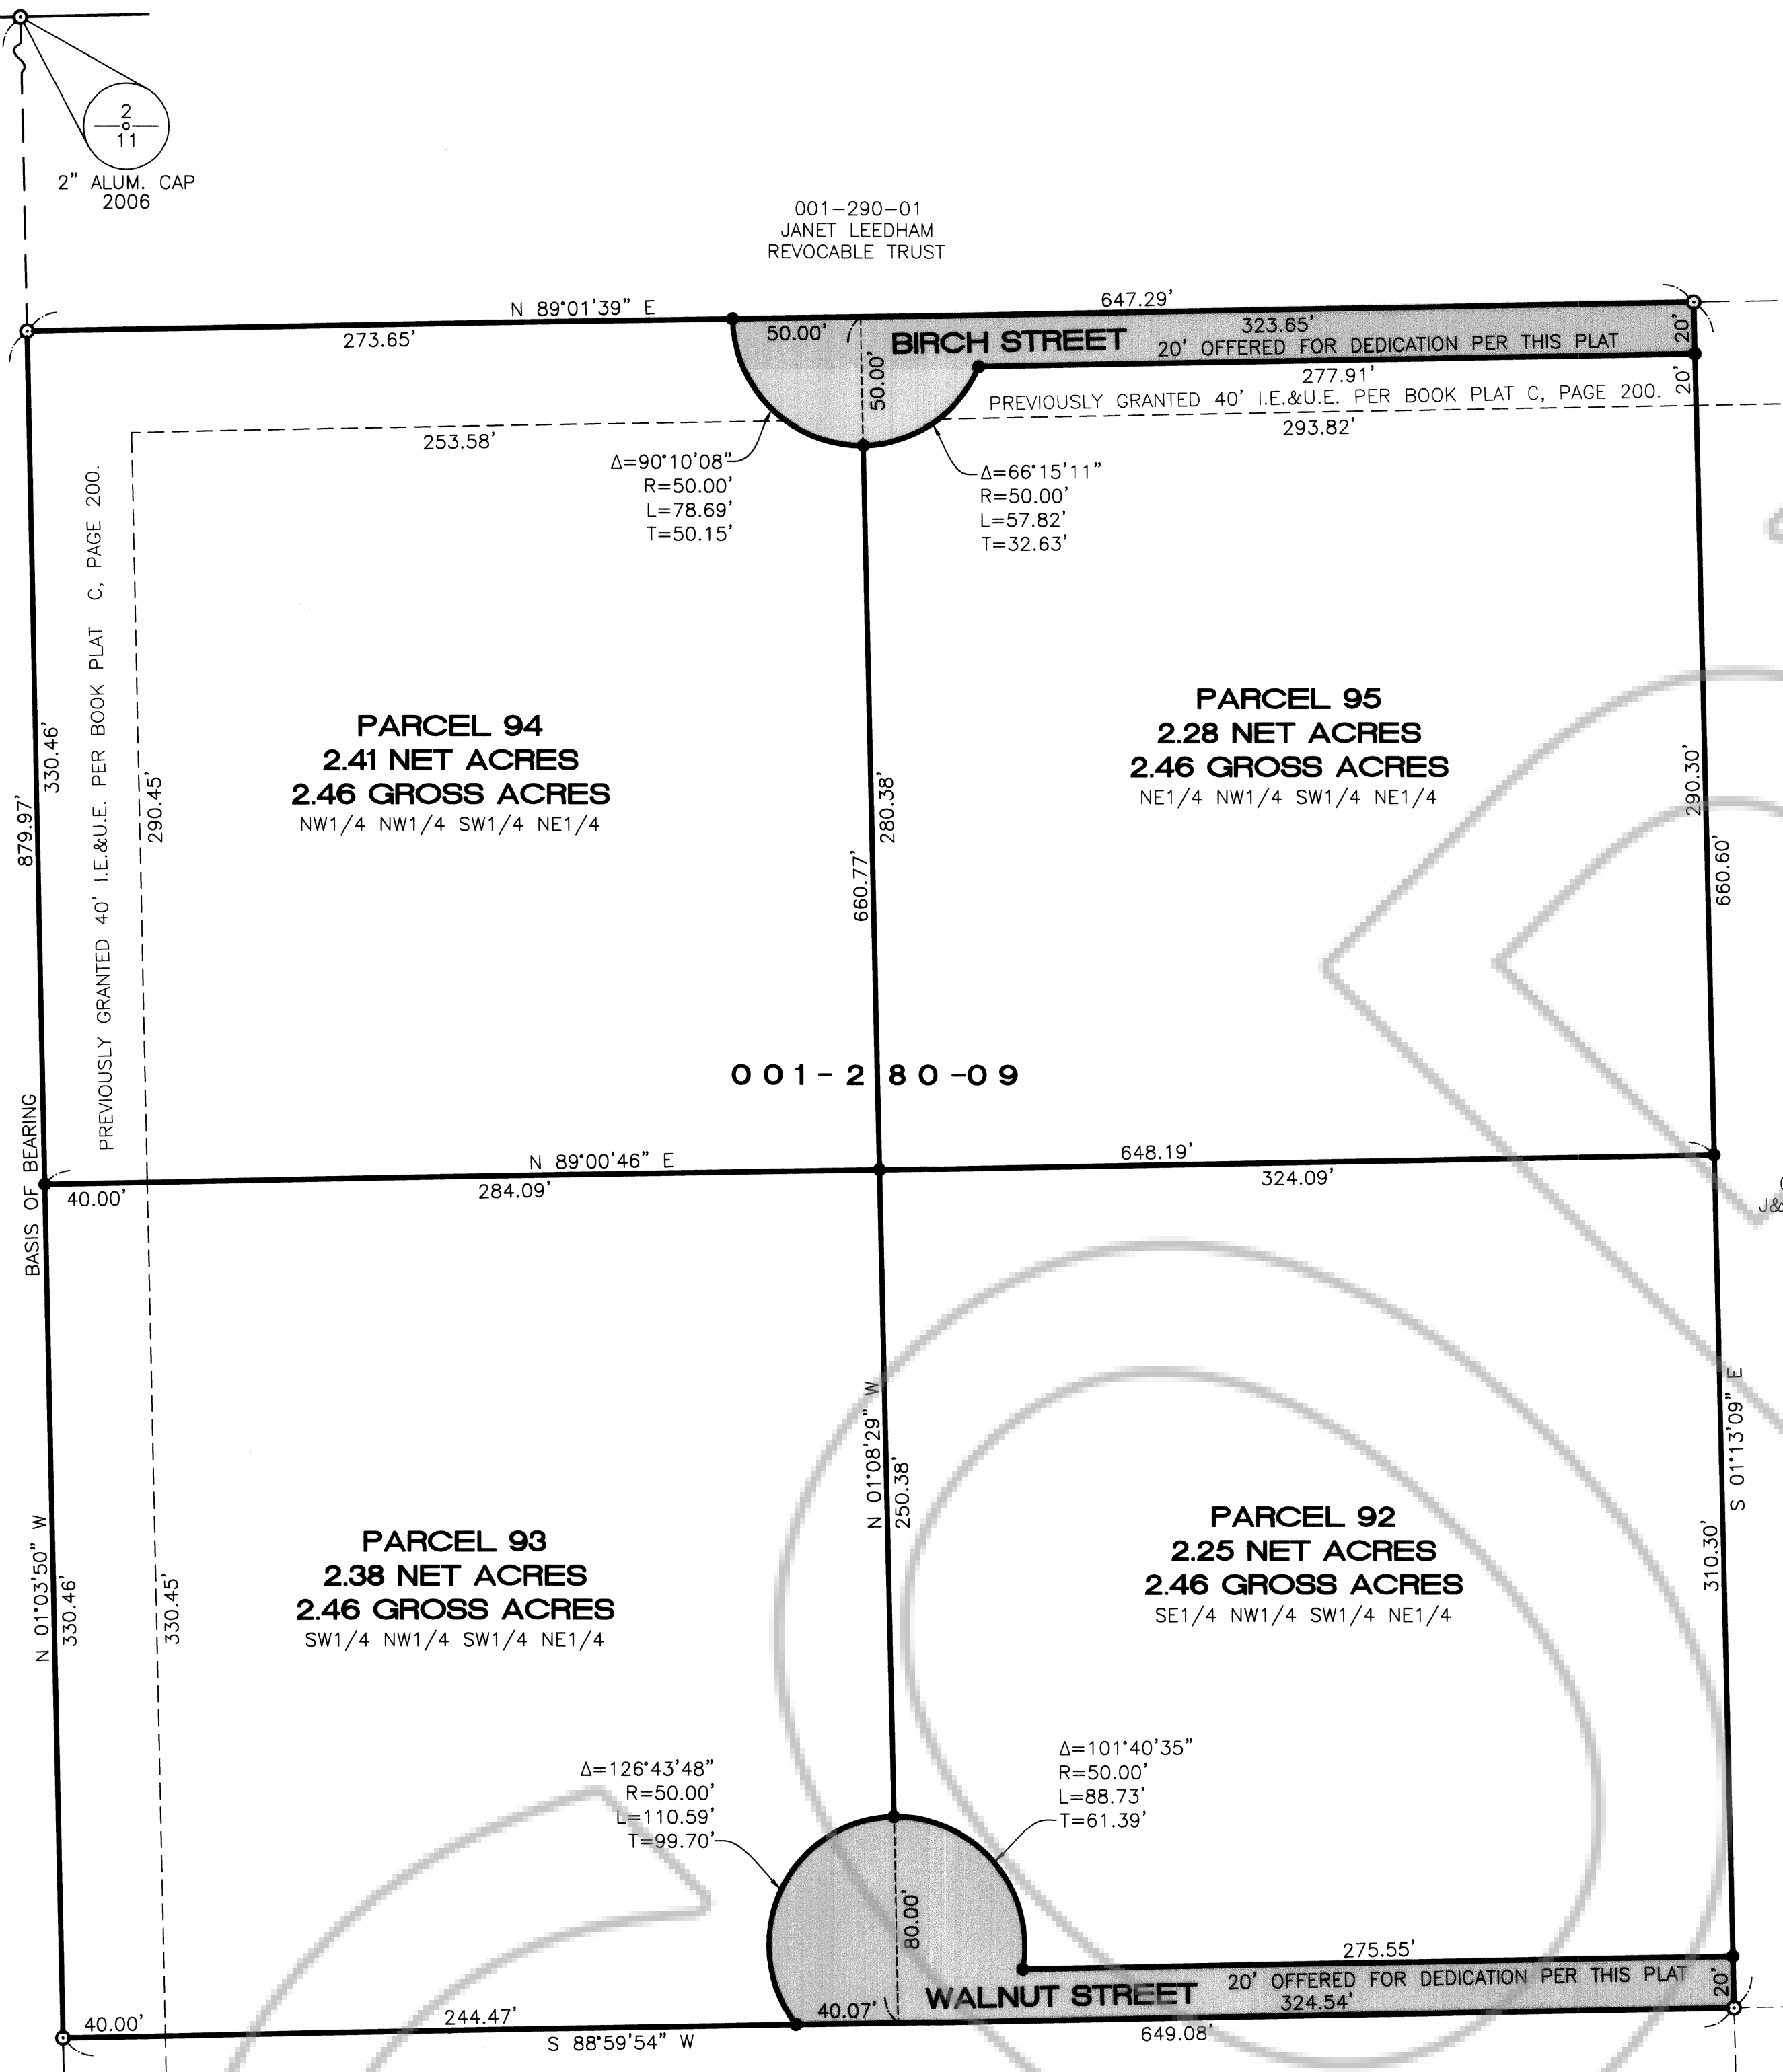 2
11
2" ALUM. CAP
2006
001-290-01
JANET LEEDHAM
REVOCABLE TRUST
N 89°01'39" E
647.29'
273.65'
50.00'
BIRCH STREET
323.65'
20' OFFERED FOR DEDICATION PER THIS PLAT
20'
50.00'
277.91'
20'
PREVIOUSLY GRANTED 40' I.E.&U.E. PER BOOK PLAT C, PAGE 200.
253.58'
293.82'
Δ=90°10'08"
R=50.00'
L=78.69'
T=50.15'
Δ=66°15'11"
R=50.00'
L=57.82'
T=32.63'
PREVIOUSLY GRANTED 40' I.E.&U.E. PER BOOK PLAT C, PAGE 200.
PARCEL 94
2.41 NET ACRES
2.46 GROSS ACRES
NW1/4 NW1/4 SW1/4 NE1/4
PARCEL 95
2.28 NET ACRES
2.46 GROSS ACRES
NE1/4 NW1/4 SW1/4 NE1/4
879.97'
330.46'
290.45'
280.38'
660.77'
290.30'
660.60'
001-280-09
BASIS OF BEARING
N 89°00'46" E
648.19'
40.00'
284.09'
324.09'
J&
N 01°03'50" W
330.46'
330.45'
N 01°08'29" W
250.38'
S 01°13'09" E
310.30'
PARCEL 93
2.38 NET ACRES
2.46 GROSS ACRES
SW1/4 NW1/4 SW1/4 NE1/4
PARCEL 92
2.25 NET ACRES
2.46 GROSS ACRES
SE1/4 NW1/4 SW1/4 NE1/4
Δ=126°43'48"
R=50.00'
L=110.59'
T=99.70'
Δ=101°40'35"
R=50.00'
L=88.73'
T=61.39'
80.00'
275.55'
WALNUT STREET
20' OFFERED FOR DEDICATION PER THIS PLAT
20'
324.54'
40.00'
244.47'
40.07'
S 88°59'54" W
649.08'